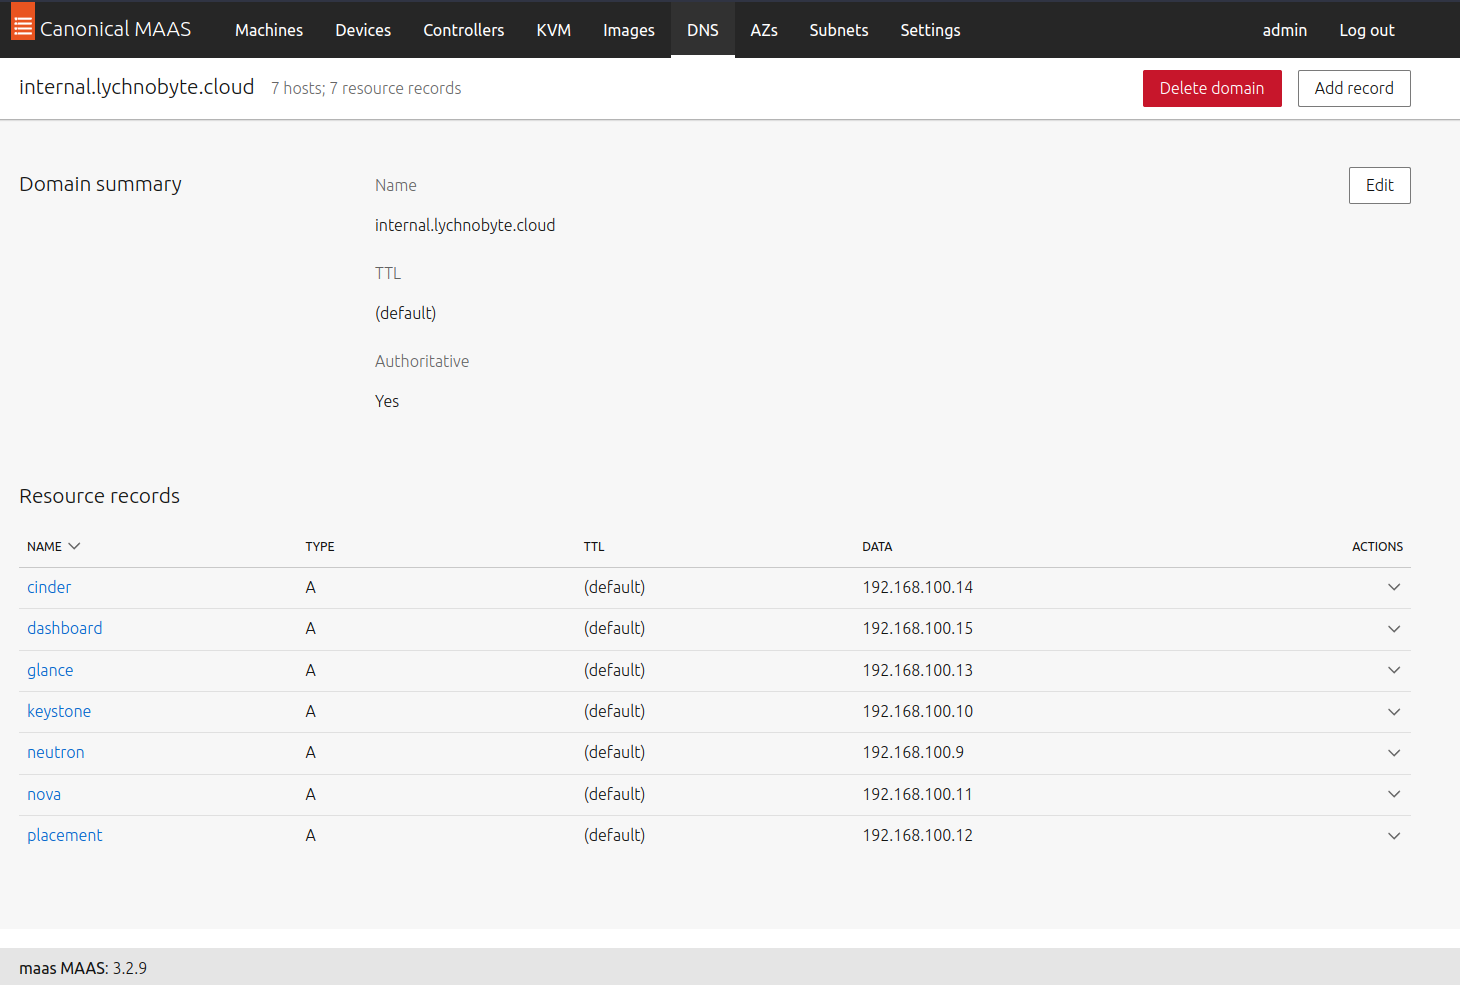 Canonical MAAS Machines Devices Controllers KVM Images DNS AZs Subnets Settings admin Log out
internal.lychnobyte.cloud 7 hosts; 7 resource records Delete domain Add record
Domain summary Name Edit
internal.lychnobyte.cloud
TTL
(default)
Authoritative
Yes
Resource records
NAME TYPE TTL DATA ACTIONS
cinder A (default) 192.168.100.14
dashboard A (default) 192.168.100.15
glance A (default) 192.168.100.13
keystone A (default) 192.168.100.10
neutron A (default) 192.168.100.9
nova A (default) 192.168.100.11
placement A (default) 192.168.100.12
maas MAAS: 3.2.9